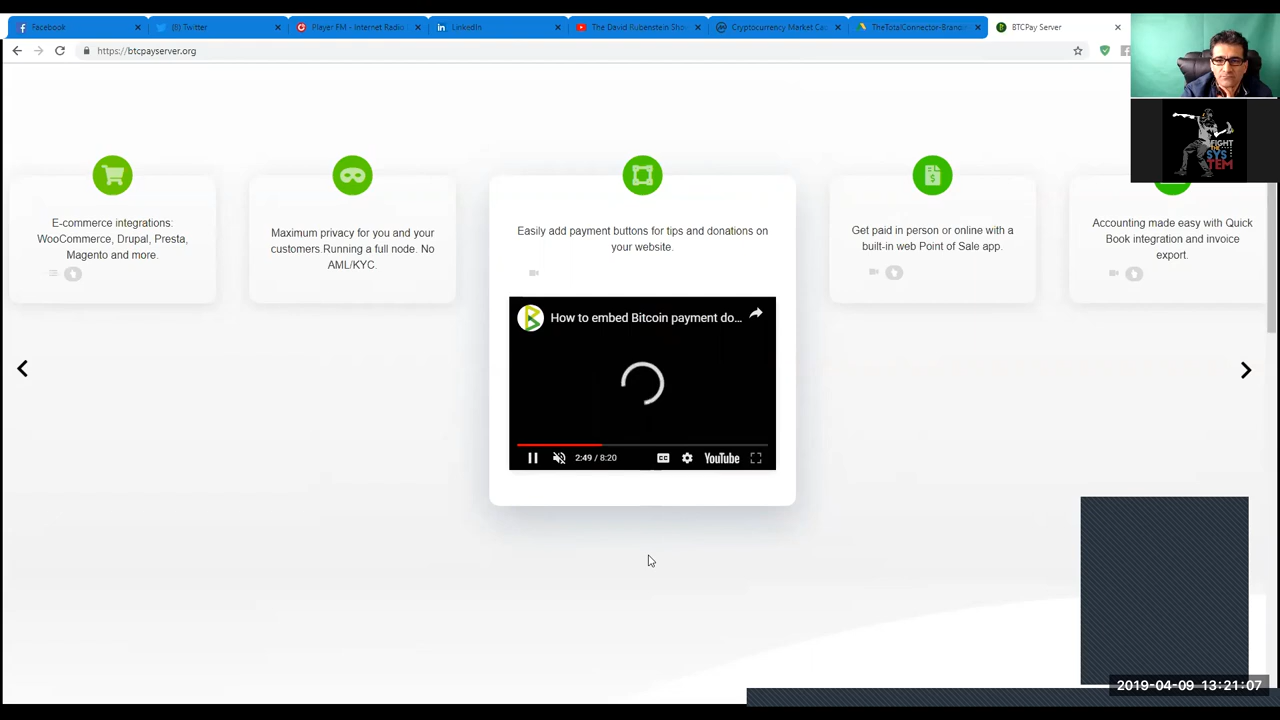 Facebook
(1) Twitter
Player FM - Internet Radio
LinkedIn
The David Rubenstein Show
Cryptocurrency Market Ca
TheTotalConnector-Brand
BTCPay Server
https://btcpayserver.org
E-commerce integrations:
WooCommerce, Drupal, Presta,
Magento and more.
Maximum privacy for you and your
customers.Running a full node. No
AML/KYC.
Easily add payment buttons for tips and donations on
your website.
Get paid in person or online with a
built-in web Point of Sale app.
Accounting made easy with Quick
Book integration and invoice
export.
How to embed Bitcoin payment do...
2:49 / 8:20
CC
YouTube
FIGHT
SYS
TEM
2019-04-09 13:21:07